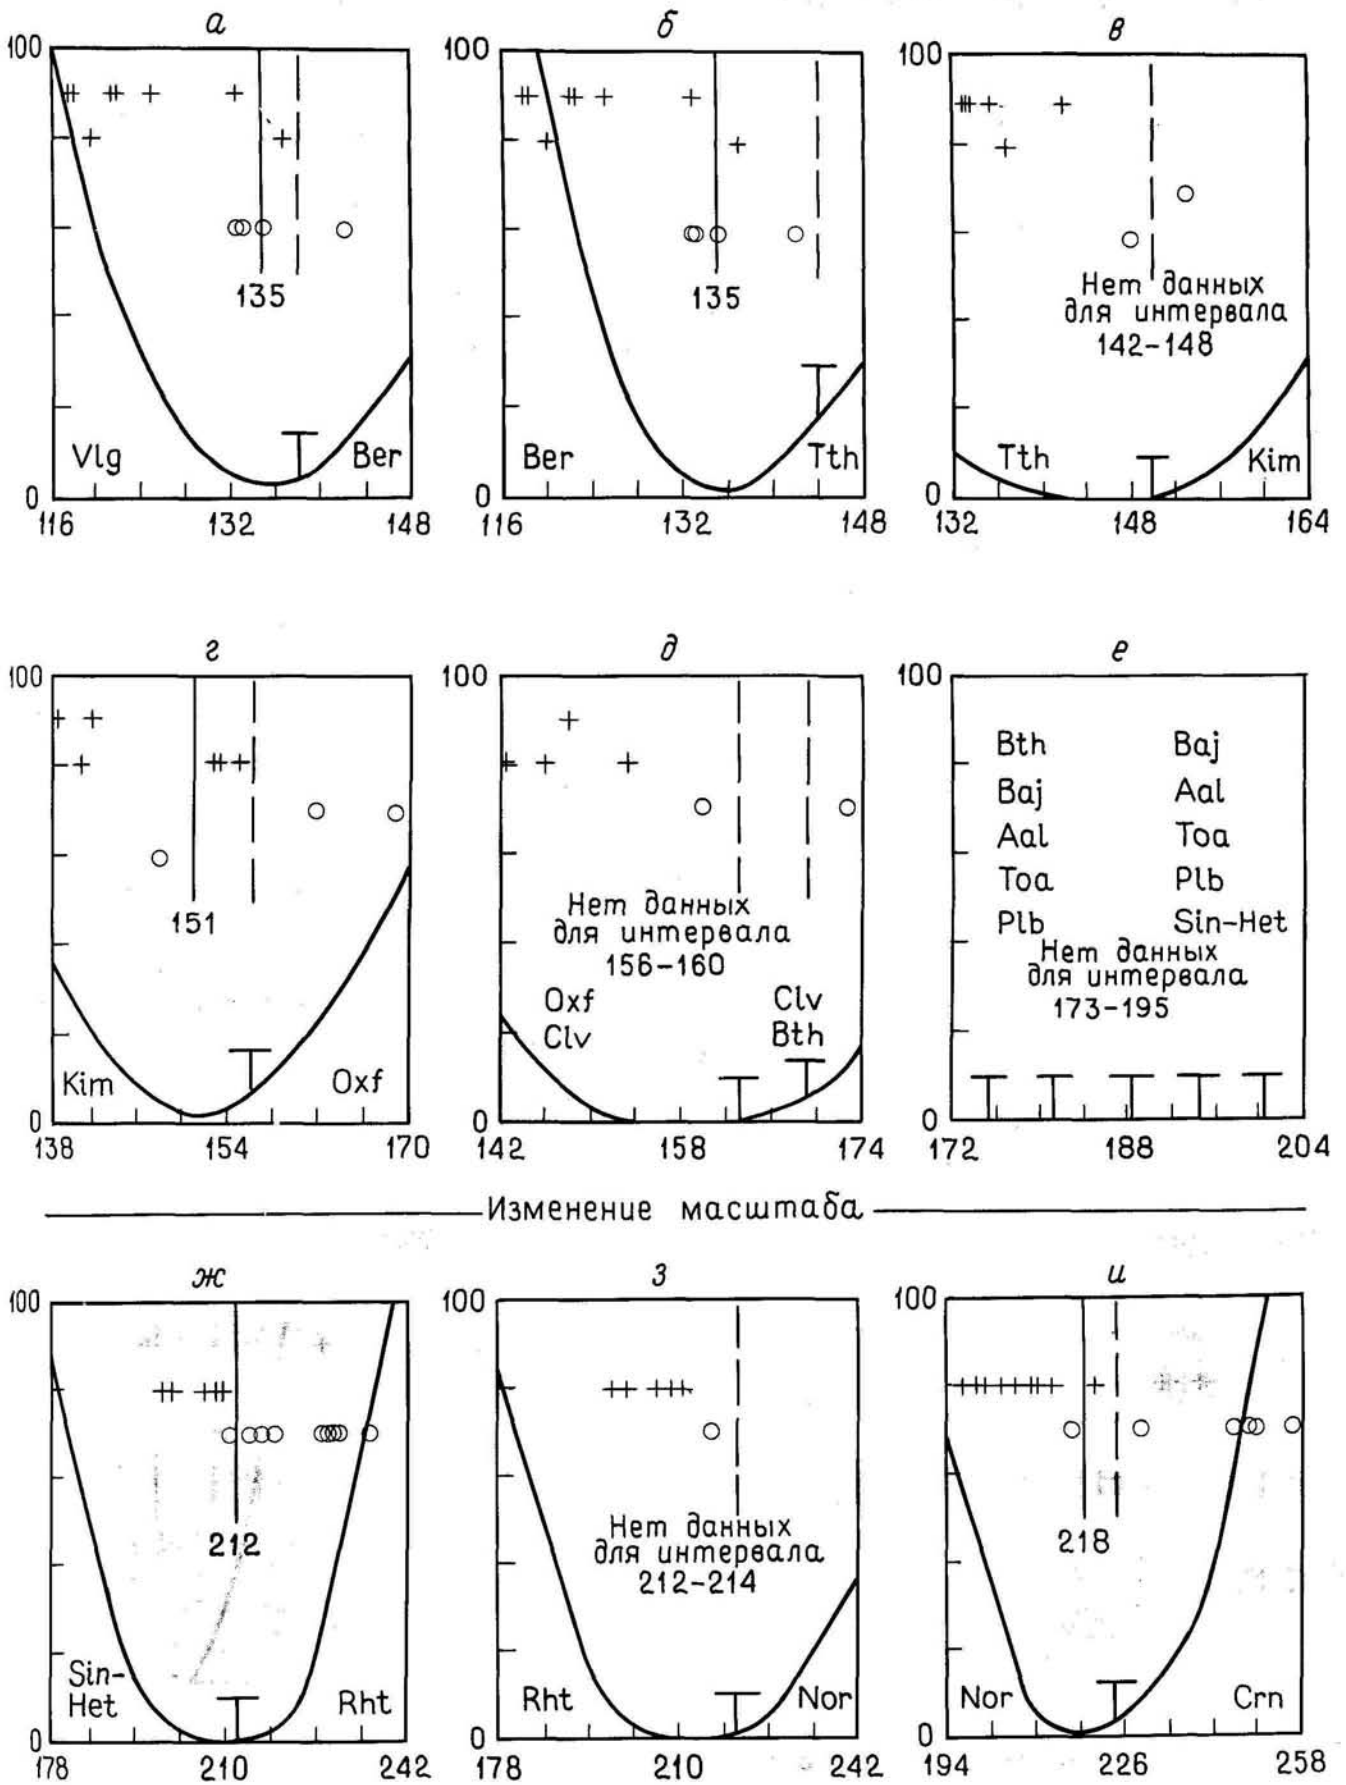 а б в
100 100 100
135 135 Нет данных
для интервала
142-148
Vlg Ber Ber Tth Tth Kim
0 0 0
116 132 148 116 132 148 132 148 164
г д е
100 100 100
Bth Baj
Baj Aal
Aal Toa
Toa Plb
Plb Sin-Het
151 Нет данных
для интервала
156-160
Нет данных
для интервала
173-195
Oxf Clv
Clv Bth
Kim Oxf
0 0 0
138 154 170 142 158 174 172 188 204
Изменение масштаба
ж з и
100 100 100
212 Нет данных
для интервала
212-214
218
Sin-
Het Rht Rht Nor Nor Crn
0 0 0
178 210 242 178 210 242 194 226 258